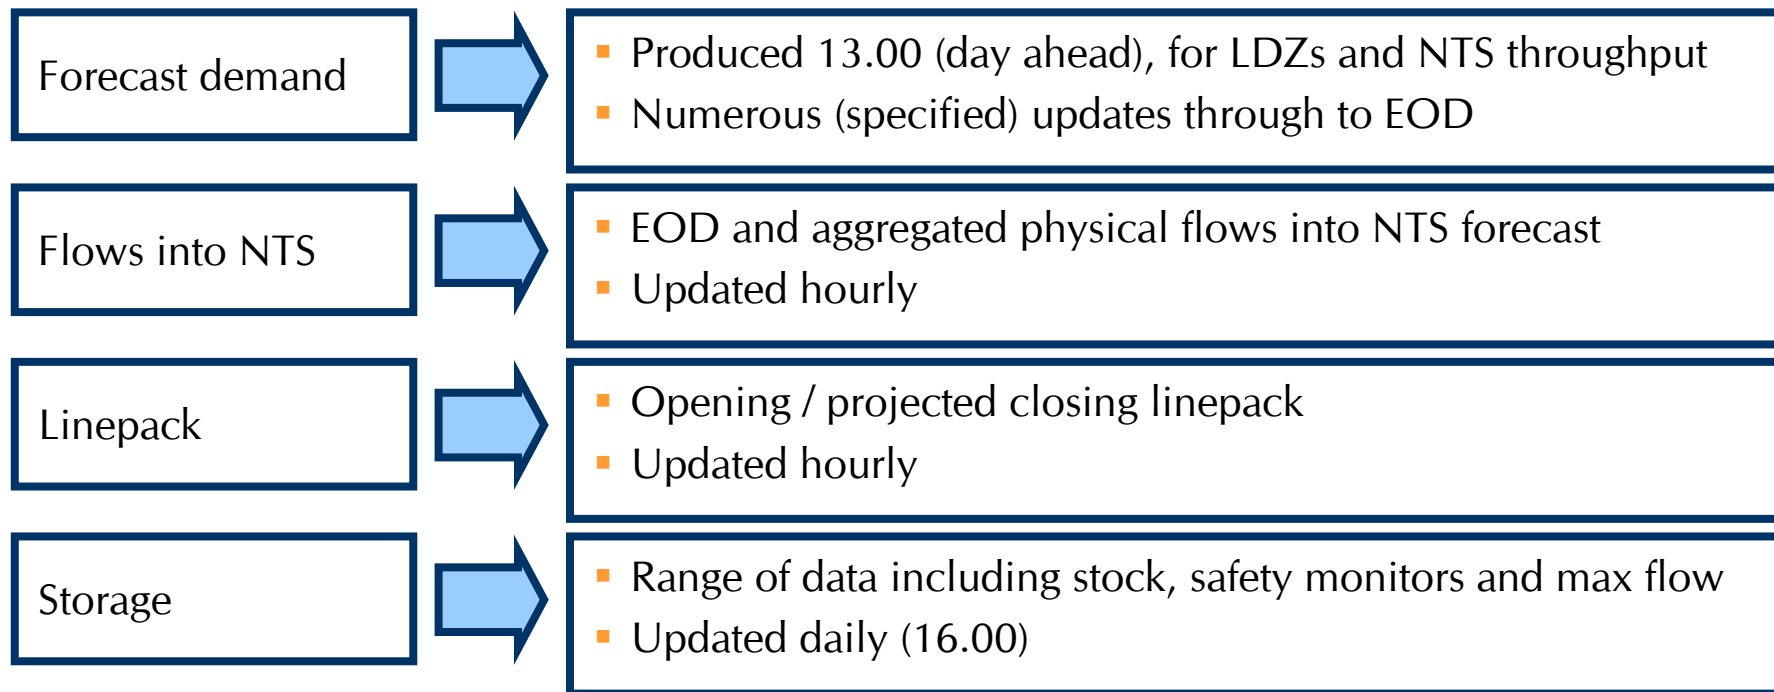 Forecast demand
Produced 13.00 (day ahead), for LDZs and NTS throughput
Numerous (specified) updates through to EOD
Flows into NTS
EOD and aggregated physical flows into NTS forecast
Updated hourly
Linepack
Opening / projected closing linepack
Updated hourly
Storage
Range of data including stock, safety monitors and max flow
Updated daily (16.00)